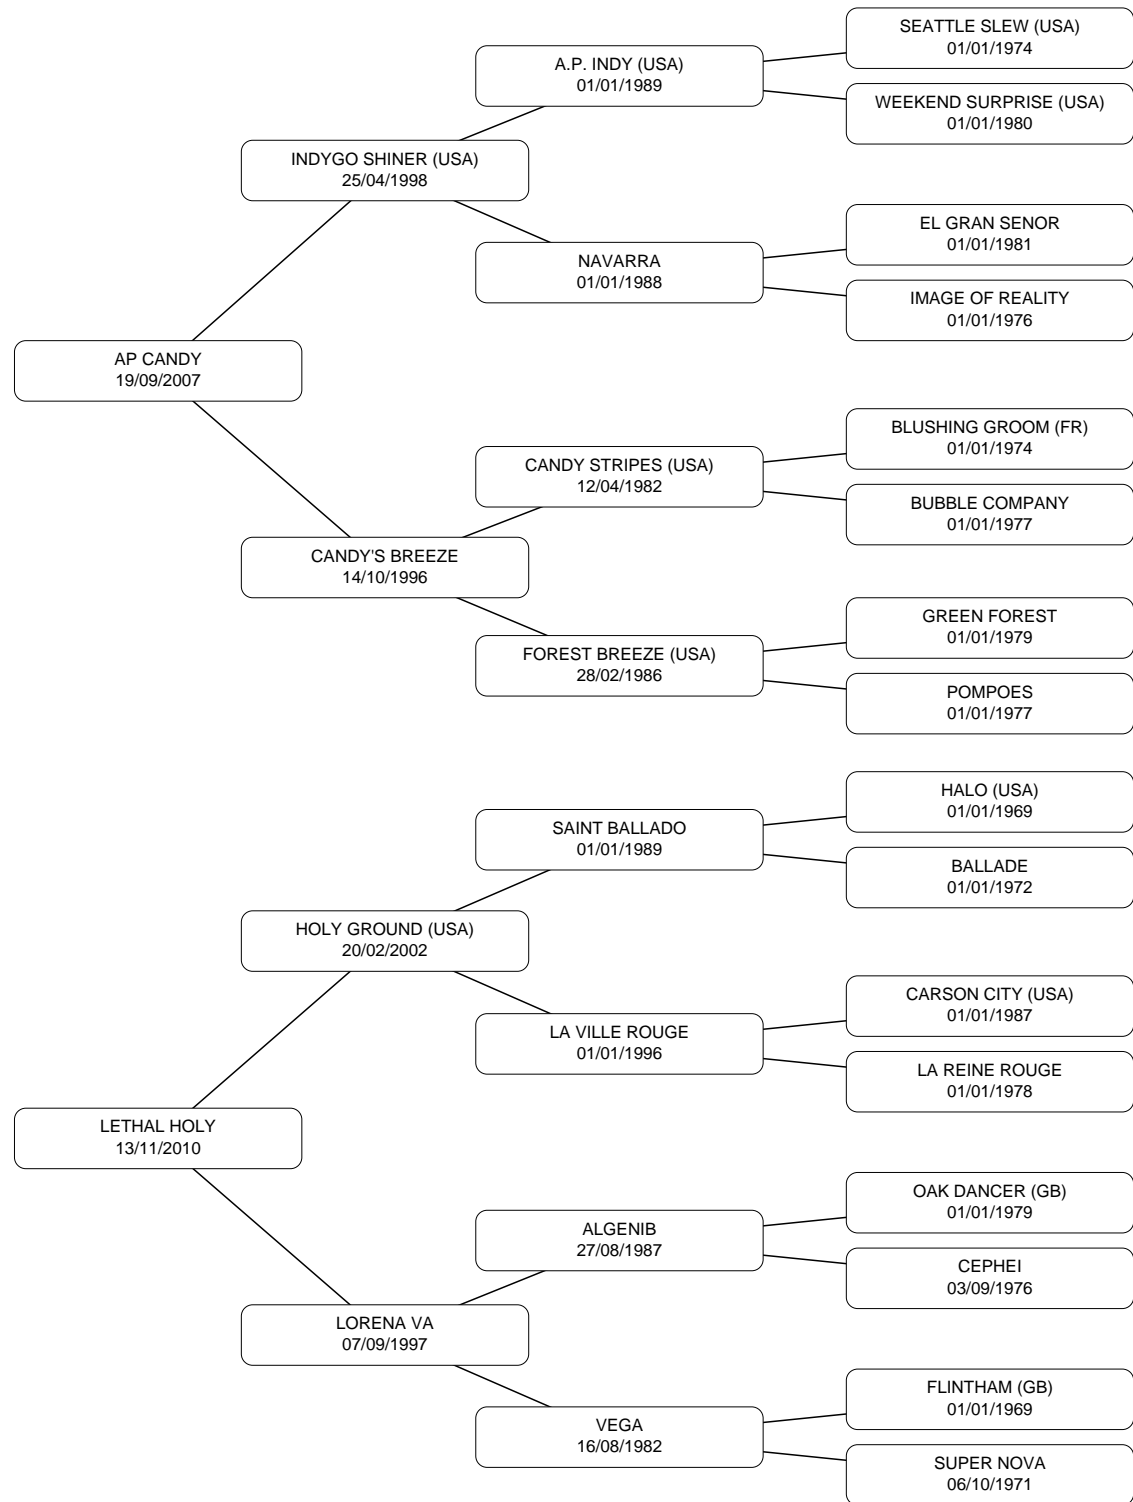 SEATTLE SLEW (USA)
01/01/1974
A.P. INDY (USA)
01/01/1989
WEEKEND SURPRISE (USA)
01/01/1980
INDYGO SHINER (USA)
25/04/1998
EL GRAN SENOR
01/01/1981
NAVARRA
01/01/1988
IMAGE OF REALITY
01/01/1976
AP CANDY
19/09/2007
BLUSHING GROOM (FR)
01/01/1974
CANDY STRIPES (USA)
12/04/1982
BUBBLE COMPANY
01/01/1977
CANDY'S BREEZE
14/10/1996
GREEN FOREST
01/01/1979
FOREST BREEZE (USA)
28/02/1986
POMPOES
01/01/1977
HALO (USA)
01/01/1969
SAINT BALLADO
01/01/1989
BALLADE
01/01/1972
HOLY GROUND (USA)
20/02/2002
CARSON CITY (USA)
01/01/1987
LA VILLE ROUGE
01/01/1996
LA REINE ROUGE
01/01/1978
LETHAL HOLY
13/11/2010
OAK DANCER (GB)
01/01/1979
ALGENIB
27/08/1987
CEPHEI
03/09/1976
LORENA VA
07/09/1997
FLINTHAM (GB)
01/01/1969
VEGA
16/08/1982
SUPER NOVA
06/10/1971